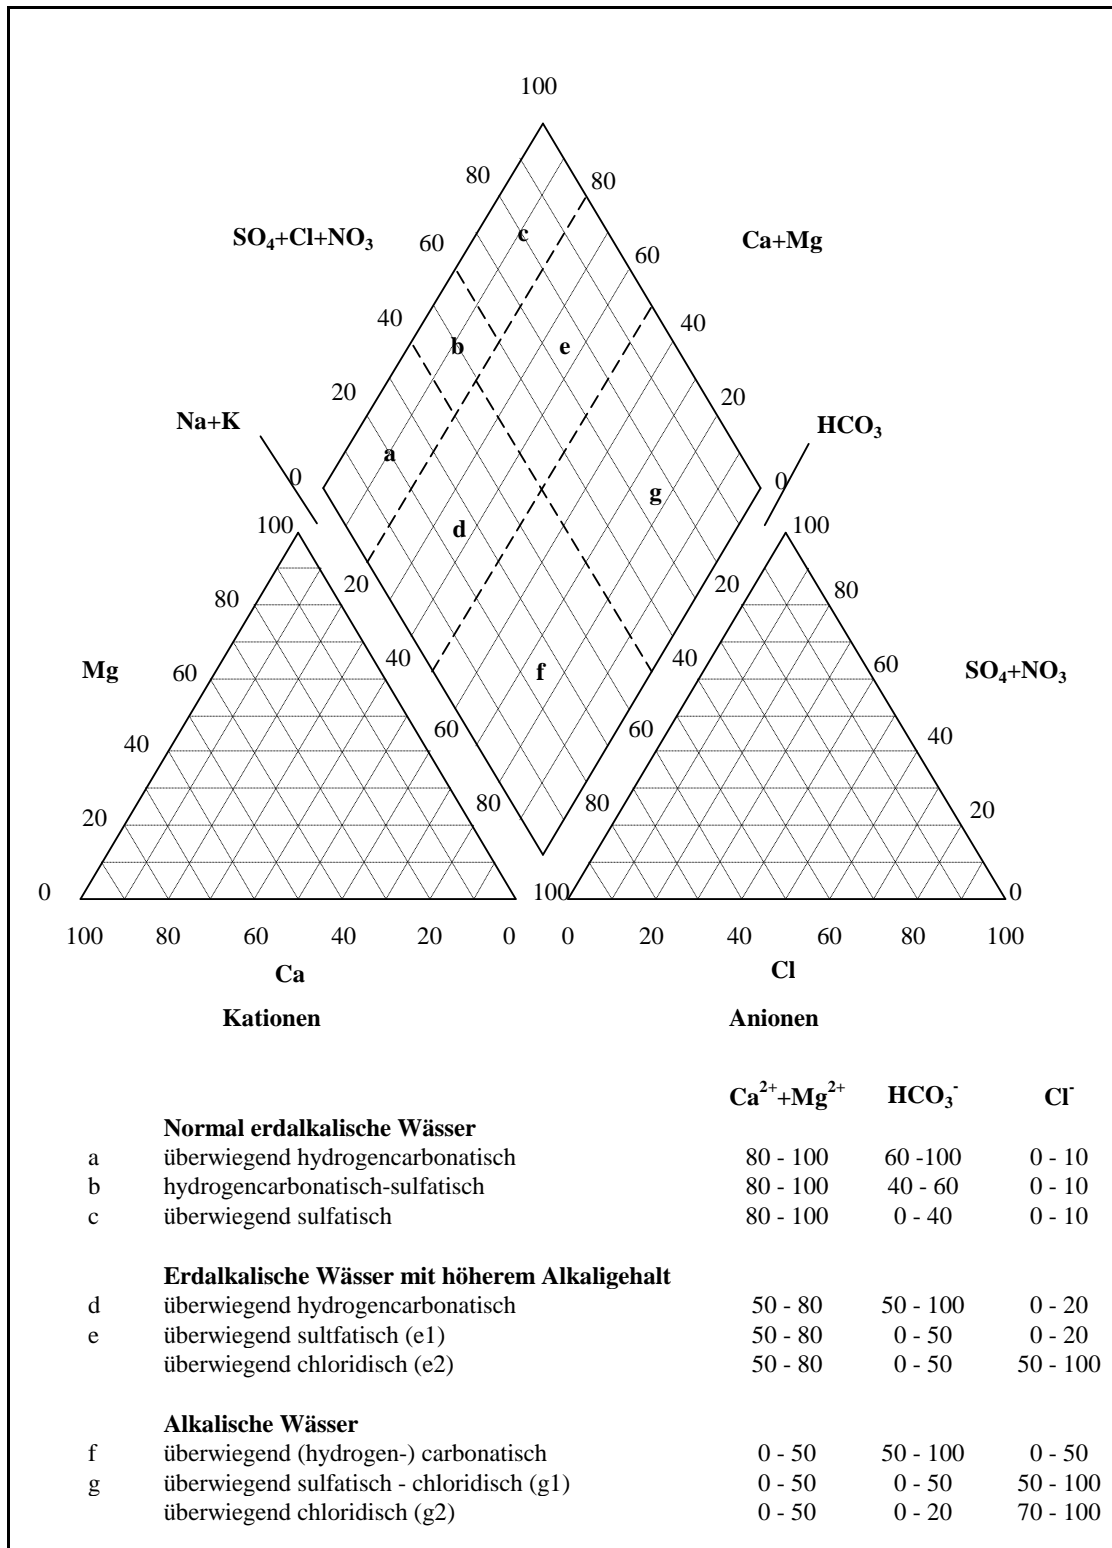 100
80 80
SO₄+Cl+NO₃ c Ca+Mg
60 60
40 40
b e
20 20
Na+K HCO₃
a
0 0
g
100 d 100
20 20
80 80
Mg 40 40 SO₄+NO₃
60 f 60
60 60
40 40
80 80
20 20
0 100 0
100 80 60 40 20 0 0 20 40 60 80 100
Ca Cl
Kationen Anionen
Ca²⁺+Mg²⁺ HCO₃⁻ Cl⁻
Normal erdalkalische Wässer
a überwiegend hydrogencarbonatisch 80 - 100 60 -100 0 - 10
b hydrogencarbonatisch-sulfatisch 80 - 100 40 - 60 0 - 10
c überwiegend sulfatisch 80 - 100 0 - 40 0 - 10
Erdalkalische Wässer mit höherem Alkaligehalt
d überwiegend hydrogencarbonatisch 50 - 80 50 - 100 0 - 20
e überwiegend sultfatisch (e1) 50 - 80 0 - 50 0 - 20
überwiegend chloridisch (e2) 50 - 80 0 - 50 50 - 100
Alkalische Wässer
f überwiegend (hydrogen-) carbonatisch 0 - 50 50 - 100 0 - 50
g überwiegend sulfatisch - chloridisch (g1) 0 - 50 0 - 50 50 - 100
überwiegend chloridisch (g2) 0 - 50 0 - 20 70 - 100